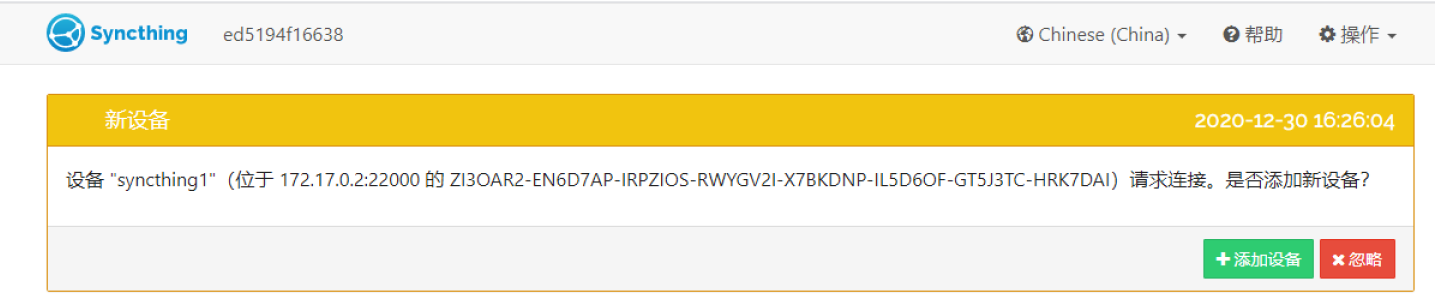 Syncthing ed5194f16638 Chinese (China) 帮助 操作
新设备 2020-12-30 16:26:04
设备 "syncthing1"（位于 172.17.0.2:22000 的 ZI3OAR2-EN6D7AP-IRPZIOS-RWYGV2I-X7BKDNP-IL5D6OF-GT5J3TC-HRK7DAI）请求连接。是否添加新设备？
添加设备 忽略